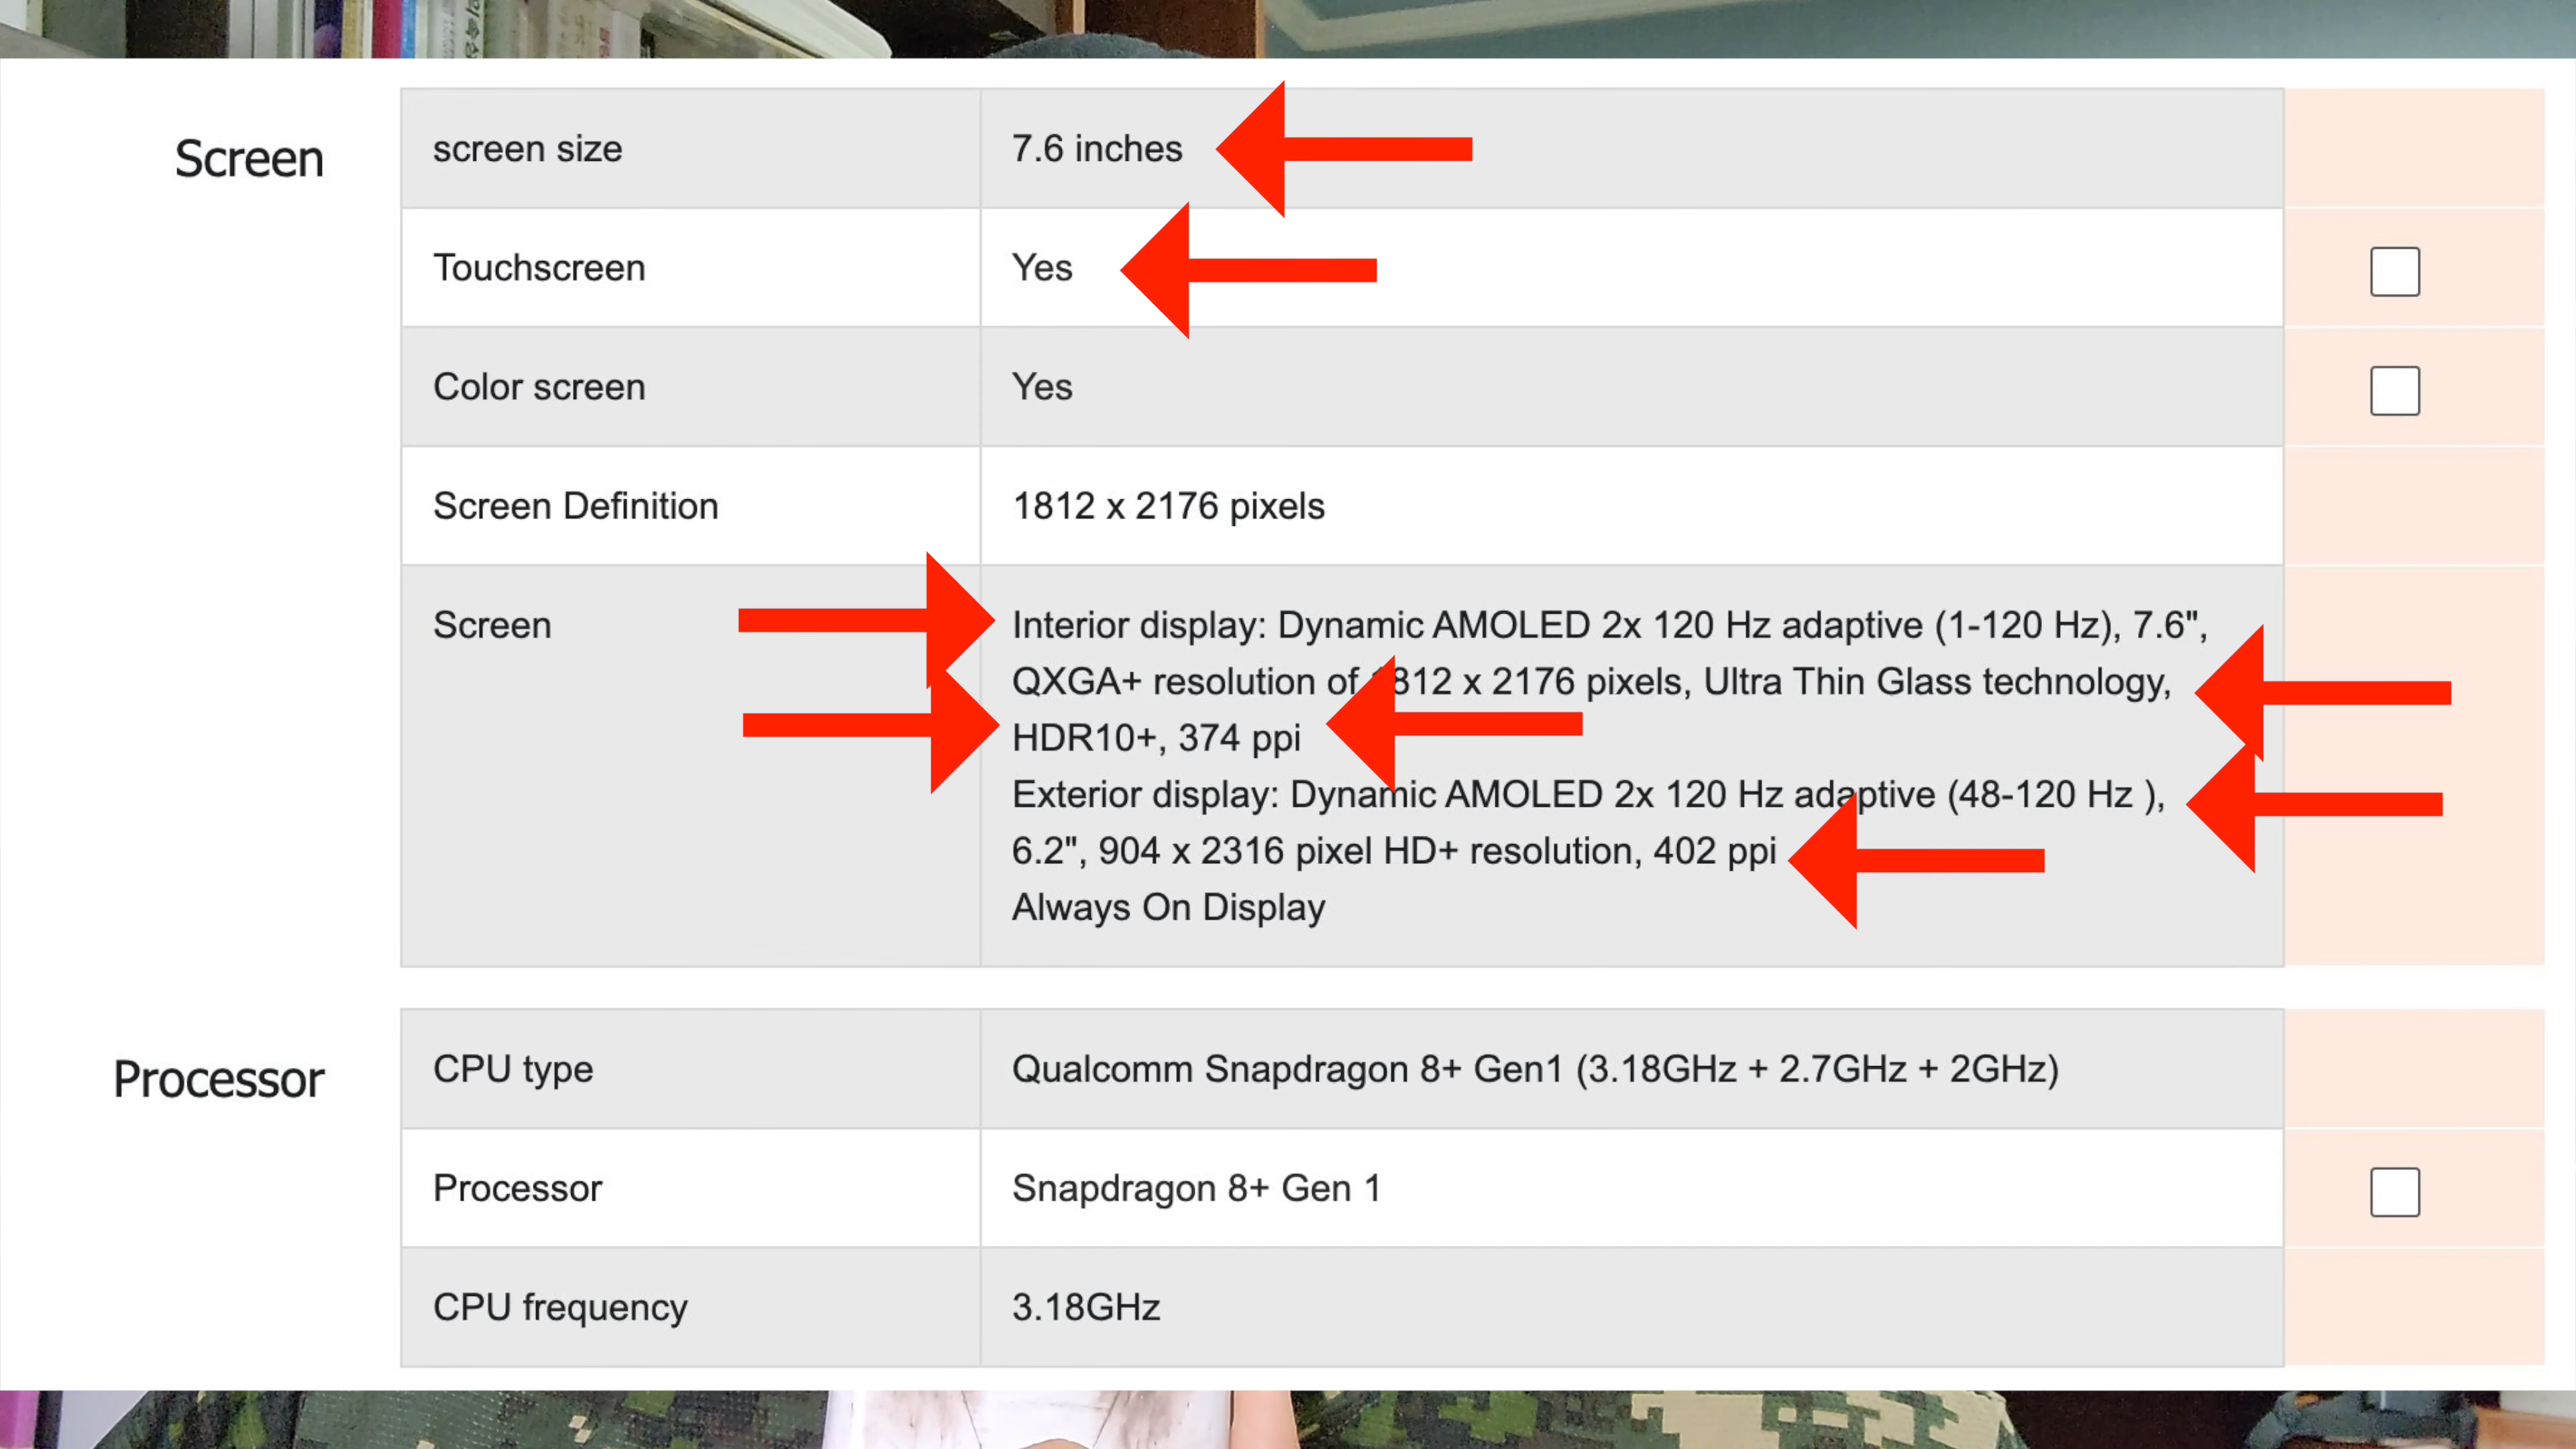 Screen
screen size
7.6 inches
Touchscreen
Yes
Color screen
Yes
Screen Definition
1812 x 2176 pixels
Screen
Interior display: Dynamic AMOLED 2x 120 Hz adaptive (1-120 Hz), 7.6",
QXGA+ resolution of 1812 x 2176 pixels, Ultra Thin Glass technology,
HDR10+, 374 ppi
Exterior display: Dynamic AMOLED 2x 120 Hz adaptive (48-120 Hz ),
6.2", 904 x 2316 pixel HD+ resolution, 402 ppi
Always On Display
Processor
CPU type
Qualcomm Snapdragon 8+ Gen1 (3.18GHz + 2.7GHz + 2GHz)
Processor
Snapdragon 8+ Gen 1
CPU frequency
3.18GHz